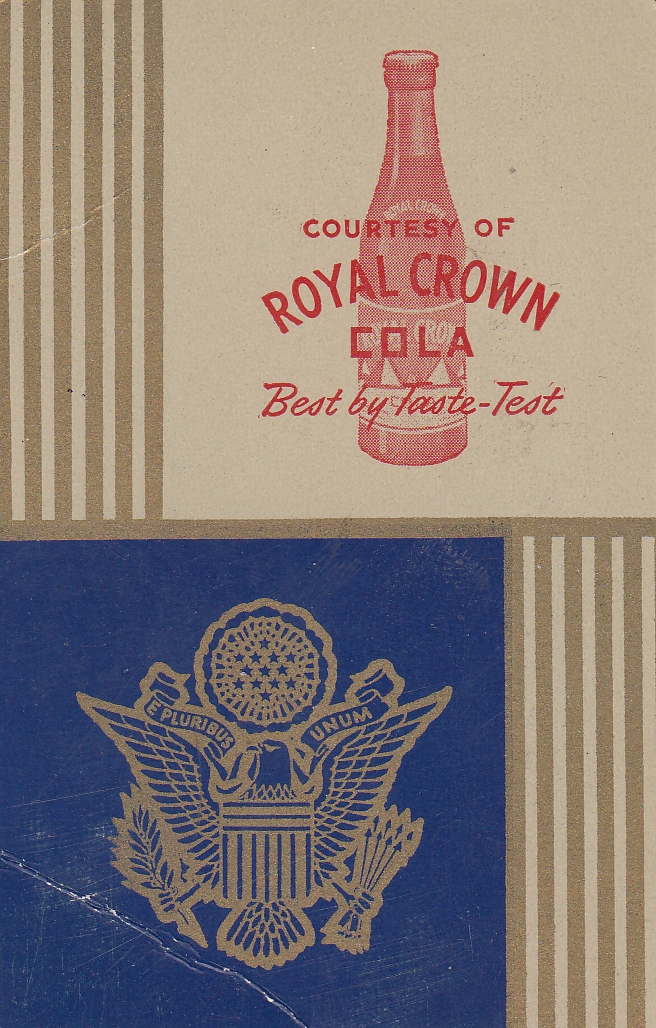 COURTESY OF
ROYAL CROWN
COLA
Best by Taste-Test
E PLURIBUS
UNUM